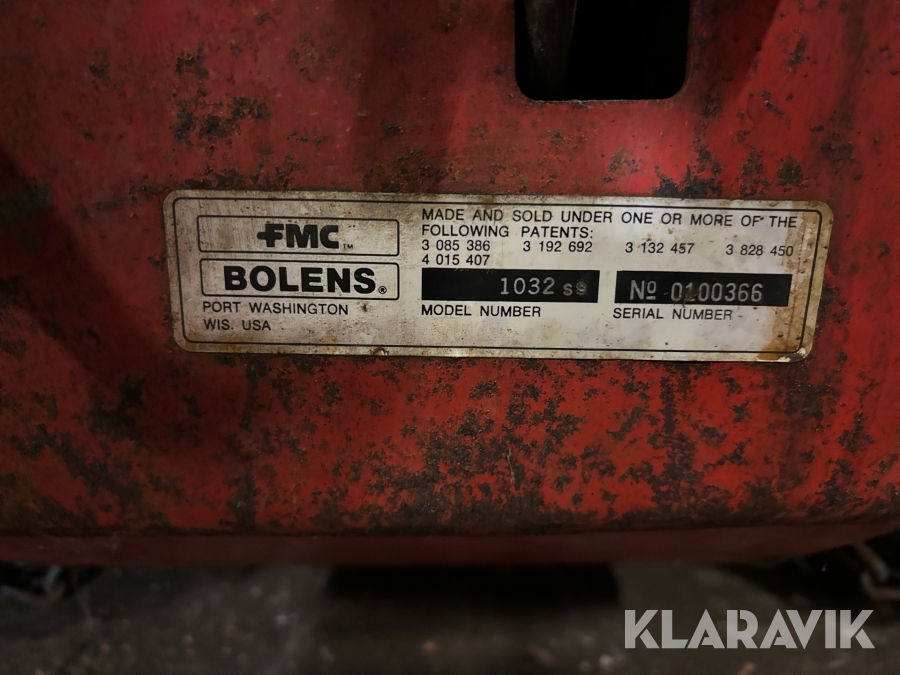 FMC™
BOLENS®
PORT WASHINGTON
WIS. USA
MADE AND SOLD UNDER ONE OR MORE OF THE
FOLLOWING PATENTS:
3 085 386 3 192 692 3 132 457 3 828 450
4 015 407
1032 S9
MODEL NUMBER
№ 0100366
SERIAL NUMBER
KLARAVIK